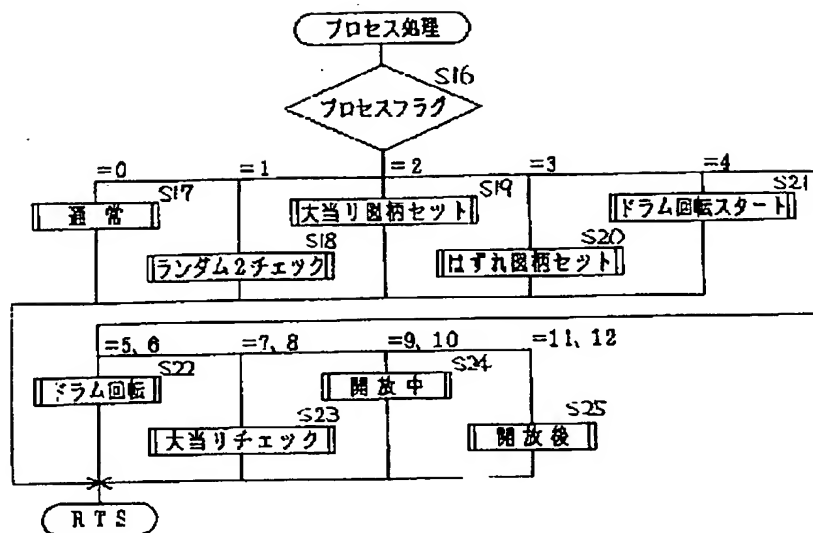 プロセス処理
S16
プロセスフラグ
=0
=1
=2
=3
=4
S17
通常
S18
ランダム2チェック
S19
大当り図柄セット
S20
はずれ図柄セット
S21
ドラム回転スタート
=5、6
=7、8
=9、10
=11、12
S22
ドラム回転
S23
大当りチェック
S24
開放中
S25
開放後
RTS